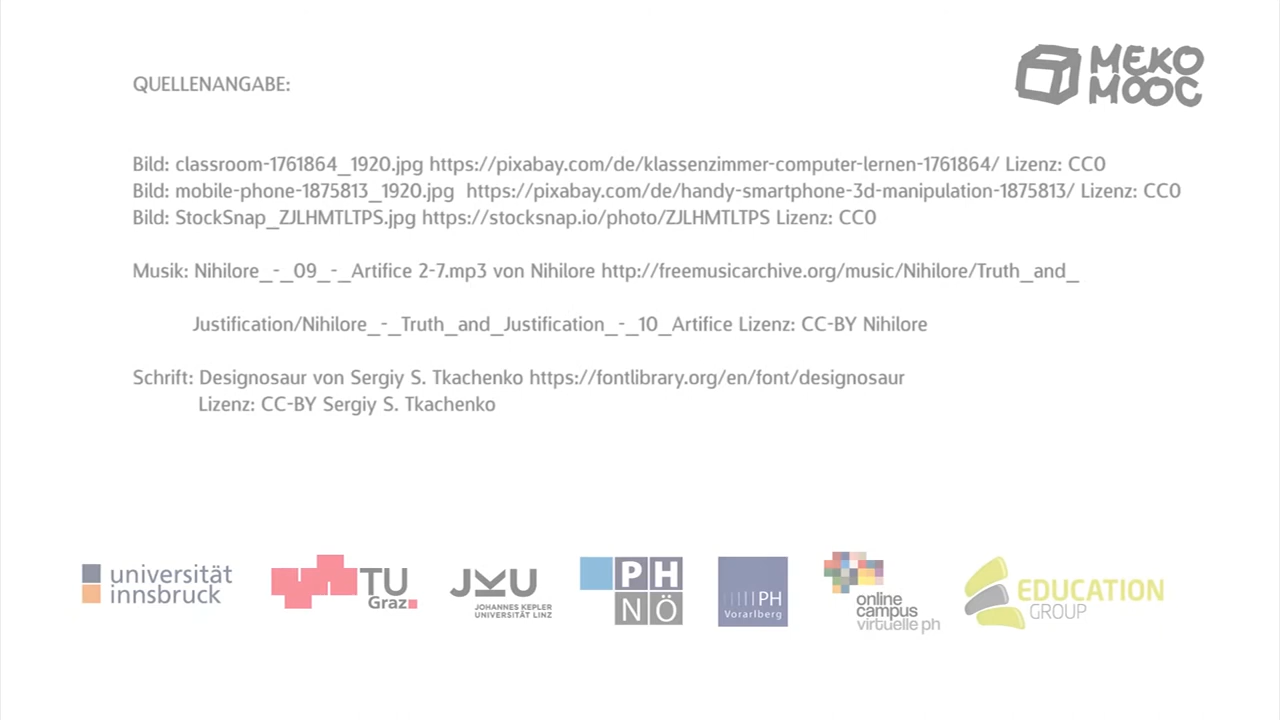 MEKO
MOOC
QUELLENANGABE:
Bild: classroom-1761864_1920.jpg https://pixabay.com/de/klassenzimmer-computer-lernen-1761864/ Lizenz: CC0
Bild: mobile-phone-1875813_1920.jpg https://pixabay.com/de/handy-smartphone-3d-manipulation-1875813/ Lizenz: CC0
Bild: StockSnap_ZJLHMTLTPS.jpg https://stocksnap.io/photo/ZJLHMTLTPS Lizenz: CC0
Musik: Nihilore_-_09_-_Artifice 2-7.mp3 von Nihilore http://freemusicarchive.org/music/Nihilore/Truth_and_
Justification/Nihilore_-_Truth_and_Justification_-_10_Artifice Lizenz: CC-BY Nihilore
Schrift: Designosaur von Sergiy S. Tkachenko https://fontlibrary.org/en/font/designosaur
Lizenz: CC-BY Sergiy S. Tkachenko
universität
innsbruck
TU
Graz
JKU
JOHANNES KEPLER
UNIVERSITÄT LINZ
PH
NÖ
PH
Vorarlberg
online
campus
virtuelle ph
EDUCATION
GROUP